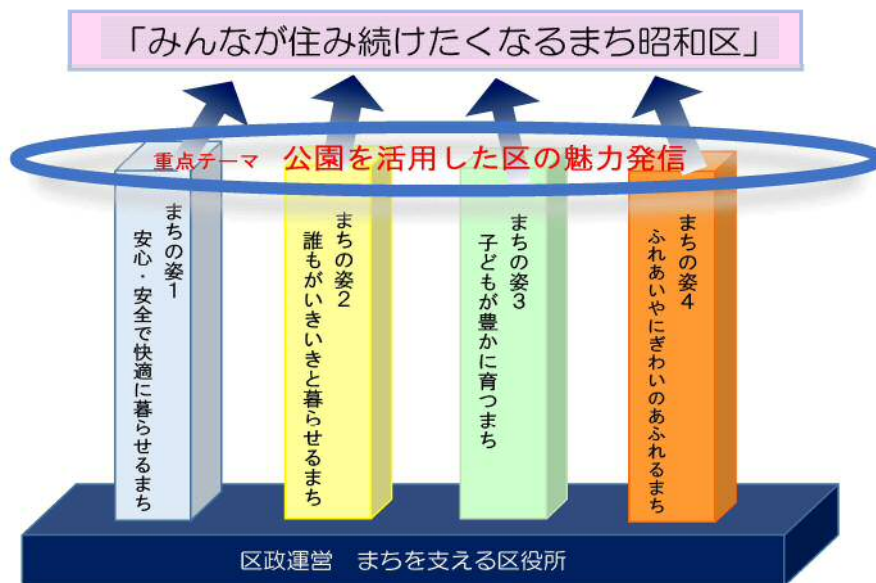 「みんなが住み続けたくなるまち昭和区」
重点テーマ 公園を活用した区の魅力発信
まちの姿1
安心・安全で快適に暮らせるまち
まちの姿2
誰もがいきいきと暮らせるまち
まちの姿3
子どもが豊かに育つまち
まちの姿4
ふれあいやにぎわいのあふれるまち
区政運営 まちを支える区役所